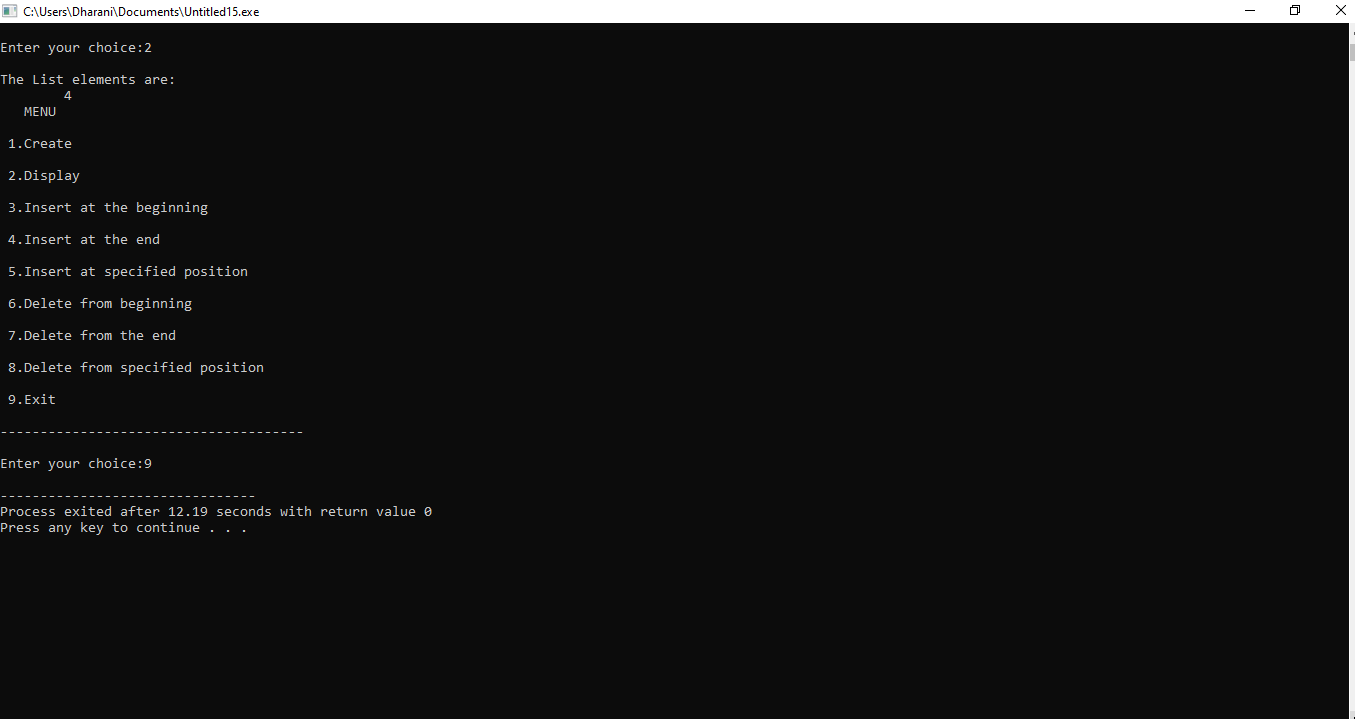 C:\Users\Dharani\Documents\Untitled15.exe
Enter your choice:2
The List elements are:
4
MENU
1.Create
2.Display
3.Insert at the beginning
4.Insert at the end
5.Insert at specified position
6.Delete from beginning
7.Delete from the end
8.Delete from specified position
9.Exit
--------------------------------------
Enter your choice:9
--------------------------------
Process exited after 12.19 seconds with return value 0
Press any key to continue . . .